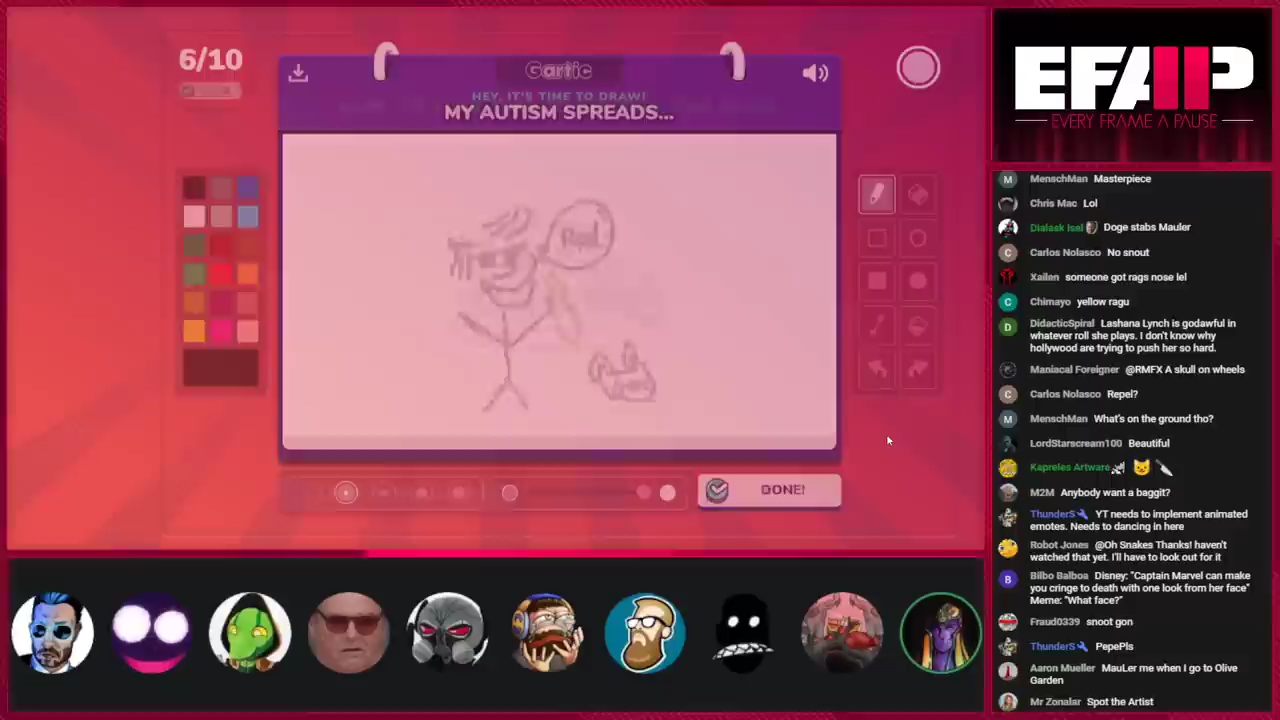 6/10
Gartic
HEY, IT'S TIME TO DRAW!
MY AUTISM SPREADS...
DONE!
EFAP
EVERY FRAME A PAUSE
M MenschMan Masterpiece
Chris Mac Lol
Dialask Isel Doge stabs Mauler
C Carlos Nolasco No snout
Xailen someone got rags nose lel
C Chimayo yellow ragu
D DidacticSpiral Lashana Lynch is godawful in
whatever roll she plays. I don't know why
hollywood are trying to push her so hard.
Maniacal Foreigner @RMFX A skull on wheels
C Carlos Nolasco Repel?
M MenschMan What's on the ground tho?
LordStarscream100 Beautiful
Kapreles Artware
M2M Anybody want a baggit?
ThunderS YT needs to implement animated
emotes. Needs to dancing in here
Robot Jones @Oh Snakes Thanks! haven't
watched that yet. I'll have to look out for it
B Bilbo Balboa Disney: "Captain Marvel can make
you cringe to death with one look from her face"
Meme: "What face?"
Fraud0339 snoot gon
ThunderS PepePls
Aaron Mueller MauLer me when I go to Olive
Garden
Mr Zonalar Spot the Artist